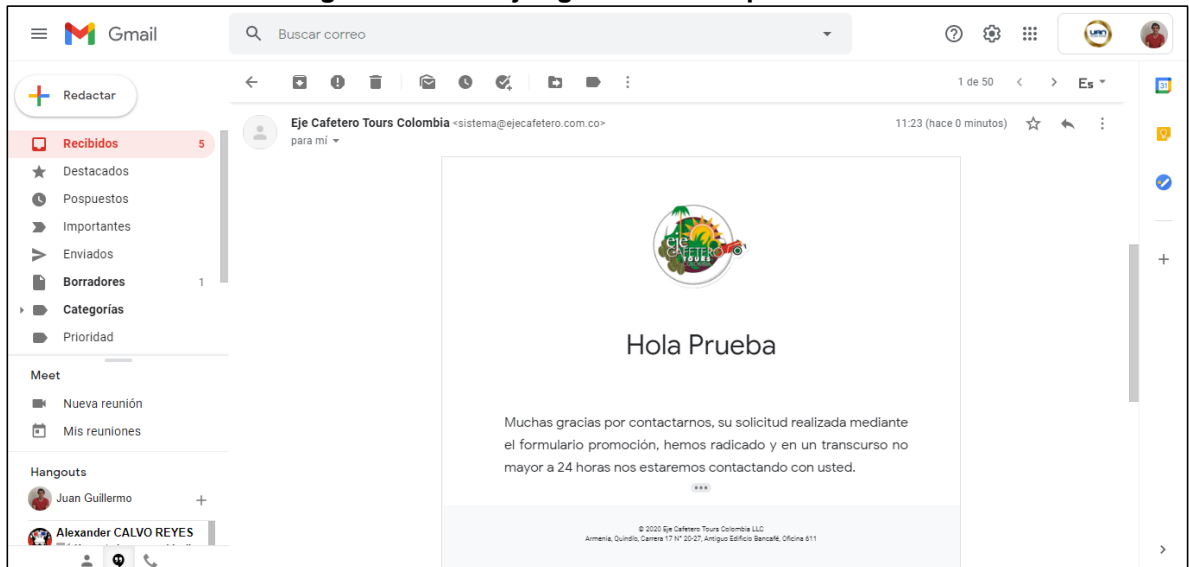 Gmail
Buscar correo
UAN
Redactar
1 de 50
Es
31
Recibidos 5
Destacados
Pospuestos
Importantes
Enviados
Borradores 1
Categorías
Prioridad
Meet
Nueva reunión
Mis reuniones
Hangouts
Juan Guillermo
Alexander CALVO REYES
Eje Cafetero Tours Colombia <sistema@ejecafetero.com.co>
11:23 (hace 0 minutos)
para mí
eje
CAFETERO
TOURS
Hola Prueba
Muchas gracias por contactarnos, su solicitud realizada mediante
el formulario promoción, hemos radicado y en un transcurso no
mayor a 24 horas nos estaremos contactando con usted.
© 2020 Eje Cafetero Tours Colombia LLC
Armenia, Quindío, Carrera 17 N° 20-27, Antiguo Edificio Bancafé, Oficina 611